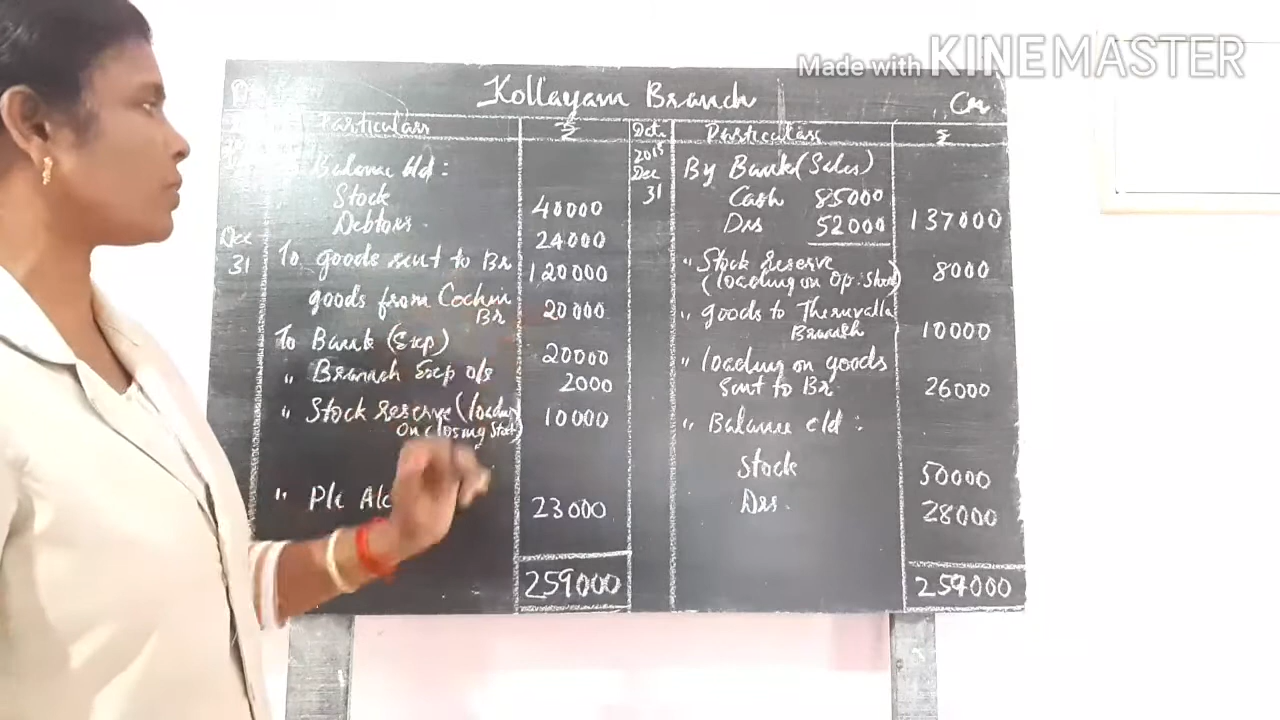 Made with KINEMASTER
Kollayam Branch
Cr
Particulars ₹ Dat. Particulars ₹
Balance b/d :
Stock 40000
Debtors 24000
Dec 31 To goods sent to Br 120000
goods from Cochin Br 20000
To Bank (Exp) 20000
" Branch Exp o/s 2000
" Stock reserve (loading on closing Stock) 10000
" P/L A/c 23000
259000
2015 Dec 31 By Bank (Sales)
Cash 85000
Drs 52000 137000
" Stock Reserve (loading on Op. Stock) 8000
" goods to Theruvalla Branch 10000
" loading on goods sent to Br 26000
" Balance c/d :
Stock 50000
Drs. 28000
259000